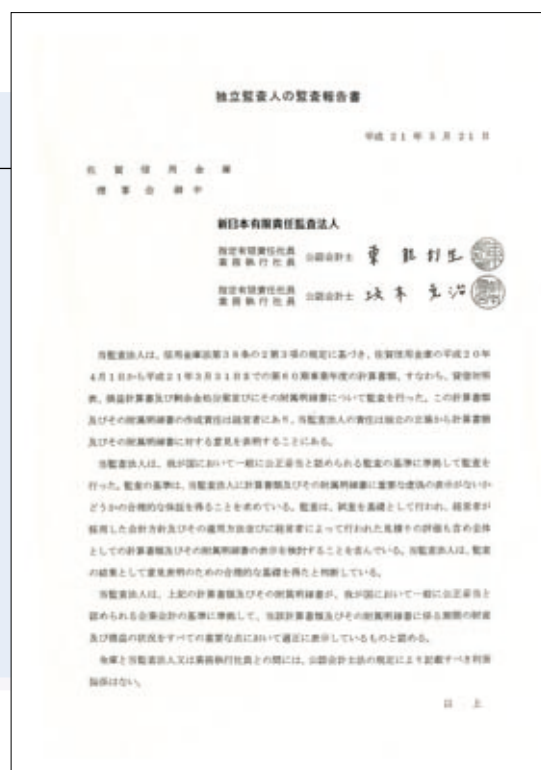 独立監査人の監査報告書
平成21年5月21日
佐賀信用金庫
理事会 御中
新日本有限責任監査法人
指定有限責任社員
業務執行社員 公認会計士
指定有限責任社員
業務執行社員 公認会計士
当監査法人は、信用金庫法第38条の2第3項の規定に基づき、佐賀信用金庫の平成20年
4月1日から平成21年3月31日までの第60期事業年度の計算書類、すなわち、貸借対照
表、損益計算書及び剰余金処分案並びにその附属明細書について監査を行った。この計算書類
及びその附属明細書の作成責任は経営者にあり、当監査法人の責任は独立の立場から計算書類
及びその附属明細書に対する意見を表明することにある。
当監査法人は、我が国において一般に公正妥当と認められる監査の基準に準拠して監査を
行った。監査の基準は、当監査法人に計算書類及びその附属明細書に重要な虚偽の表示がないか
どうかの合理的な保証を得ることを求めている。監査は、試査を基礎として行われ、経営者が
採用した会計方針及びその適用方法並びに経営者によって行われた見積りの評価も含め全体
としての計算書類及びその附属明細書の表示を検討することを含んでいる。当監査法人は、監査
の結果として意見表明のための合理的な基礎を得たと判断している。
当監査法人は、上記の計算書類及びその附属明細書が、我が国において一般に公正妥当と
認められる企業会計の基準に準拠して、当該計算書類及びその附属明細書に係る期間の財産
及び損益の状況をすべての重要な点において適正に表示しているものと認める。
金庫と当監査法人又は業務執行社員との間には、公認会計士法の規定により記載すべき利害
関係はない。
以 上